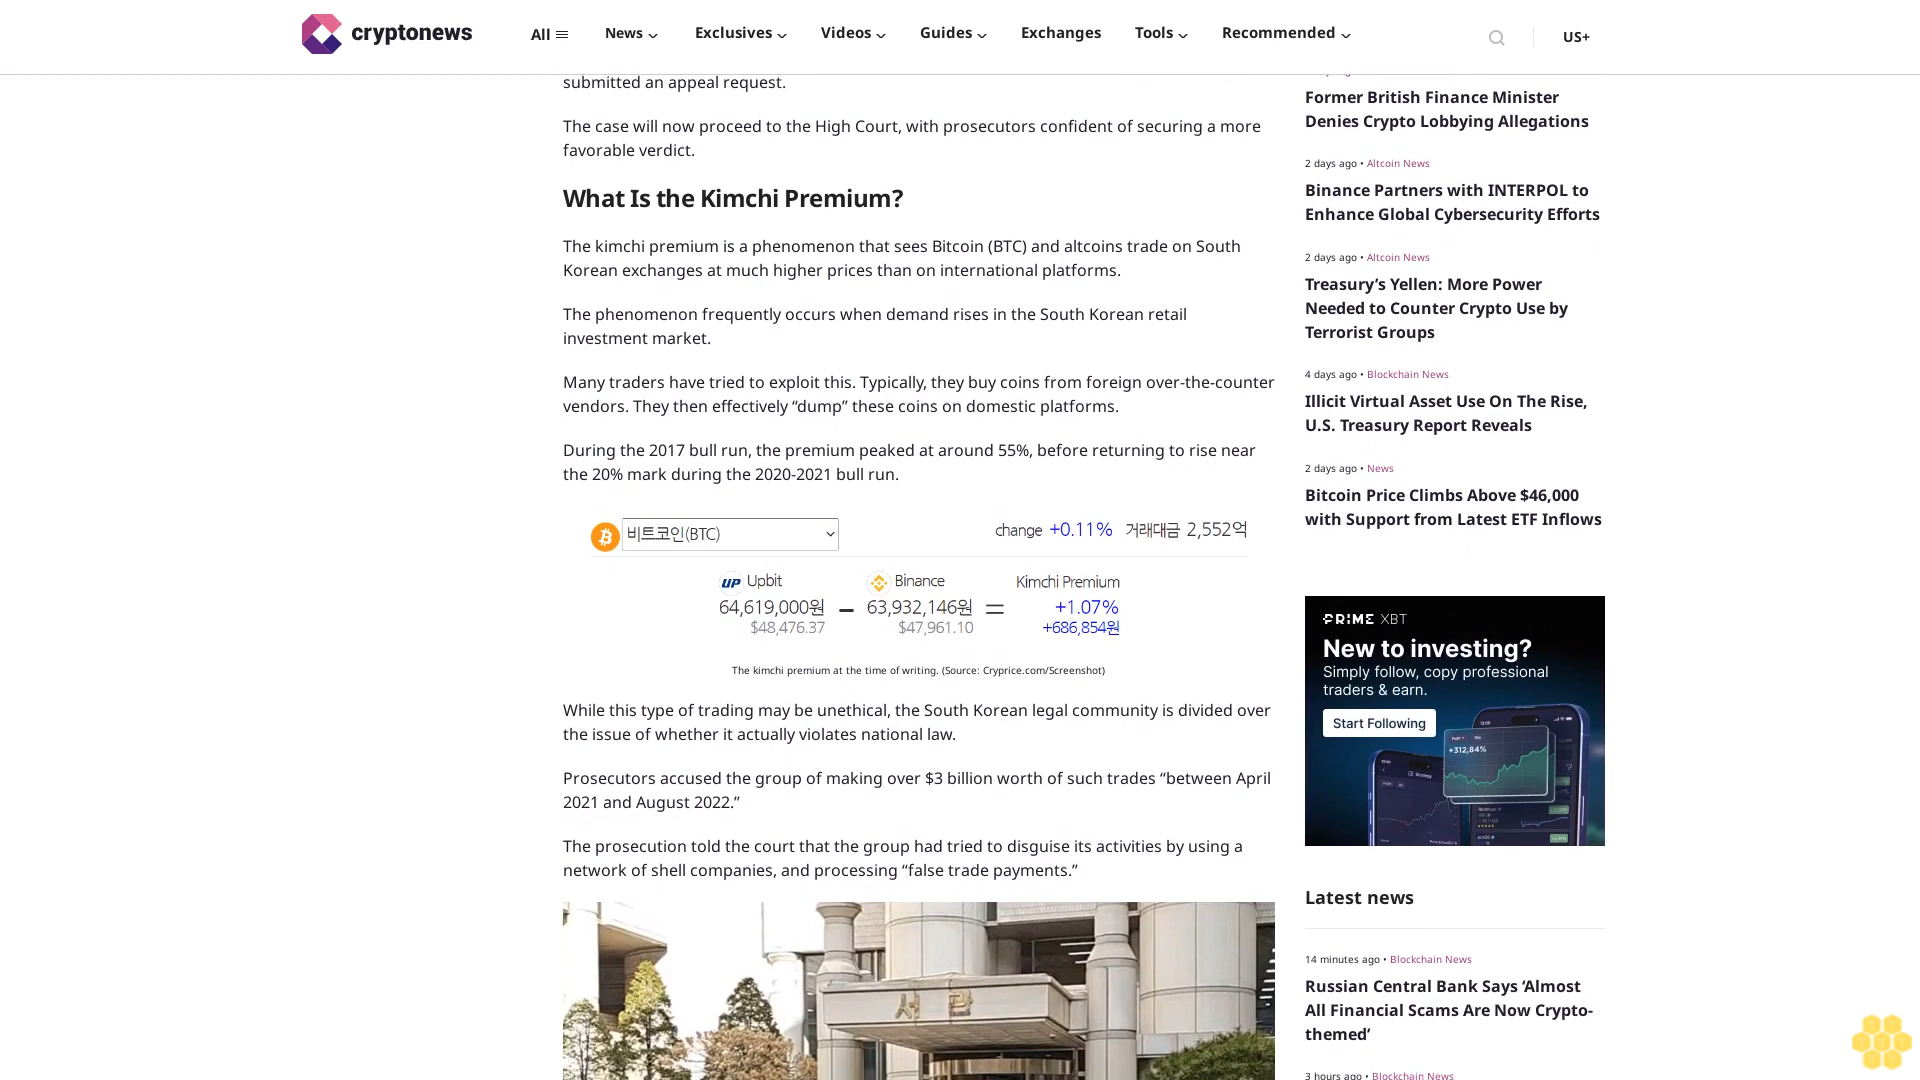 cryptonews
All
News
Exclusives
Videos
Guides
Exchanges
Tools
Recommended
US+
submitted an appeal request.
The case will now proceed to the High Court, with prosecutors confident of securing a more
favorable verdict.
What Is the Kimchi Premium?
The kimchi premium is a phenomenon that sees Bitcoin (BTC) and altcoins trade on South
Korean exchanges at much higher prices than on international platforms.
The phenomenon frequently occurs when demand rises in the South Korean retail
investment market.
Many traders have tried to exploit this. Typically, they buy coins from foreign over-the-counter
vendors. They then effectively “dump” these coins on domestic platforms.
During the 2017 bull run, the premium peaked at around 55%, before returning to rise near
the 20% mark during the 2020-2021 bull run.
비트코인(BTC)
change +0.11% 거래대금 2,552억
UP Upbit
Binance
Kimchi Premium
64,619,000원 – 63,932,146원 = +1.07%
$48,476.37 $47,961.10 +686,854원
The kimchi premium at the time of writing. (Source: Cryprice.com/Screenshot)
While this type of trading may be unethical, the South Korean legal community is divided over
the issue of whether it actually violates national law.
Prosecutors accused the group of making over $3 billion worth of such trades “between April
2021 and August 2022.”
The prosecution told the court that the group had tried to disguise its activities by using a
network of shell companies, and processing “false trade payments.”
서관
Former British Finance Minister
Denies Crypto Lobbying Allegations
2 days ago • Altcoin News
Binance Partners with INTERPOL to
Enhance Global Cybersecurity Efforts
2 days ago • Altcoin News
Treasury’s Yellen: More Power
Needed to Counter Crypto Use by
Terrorist Groups
4 days ago • Blockchain News
Illicit Virtual Asset Use On The Rise,
U.S. Treasury Report Reveals
2 days ago • News
Bitcoin Price Climbs Above $46,000
with Support from Latest ETF Inflows
PRIME XBT
New to investing?
Simply follow, copy professional
traders & earn.
Start Following
+312,84%
Latest news
14 minutes ago • Blockchain News
Russian Central Bank Says ‘Almost
All Financial Scams Are Now Crypto-
themed’
3 hours ago • Blockchain News